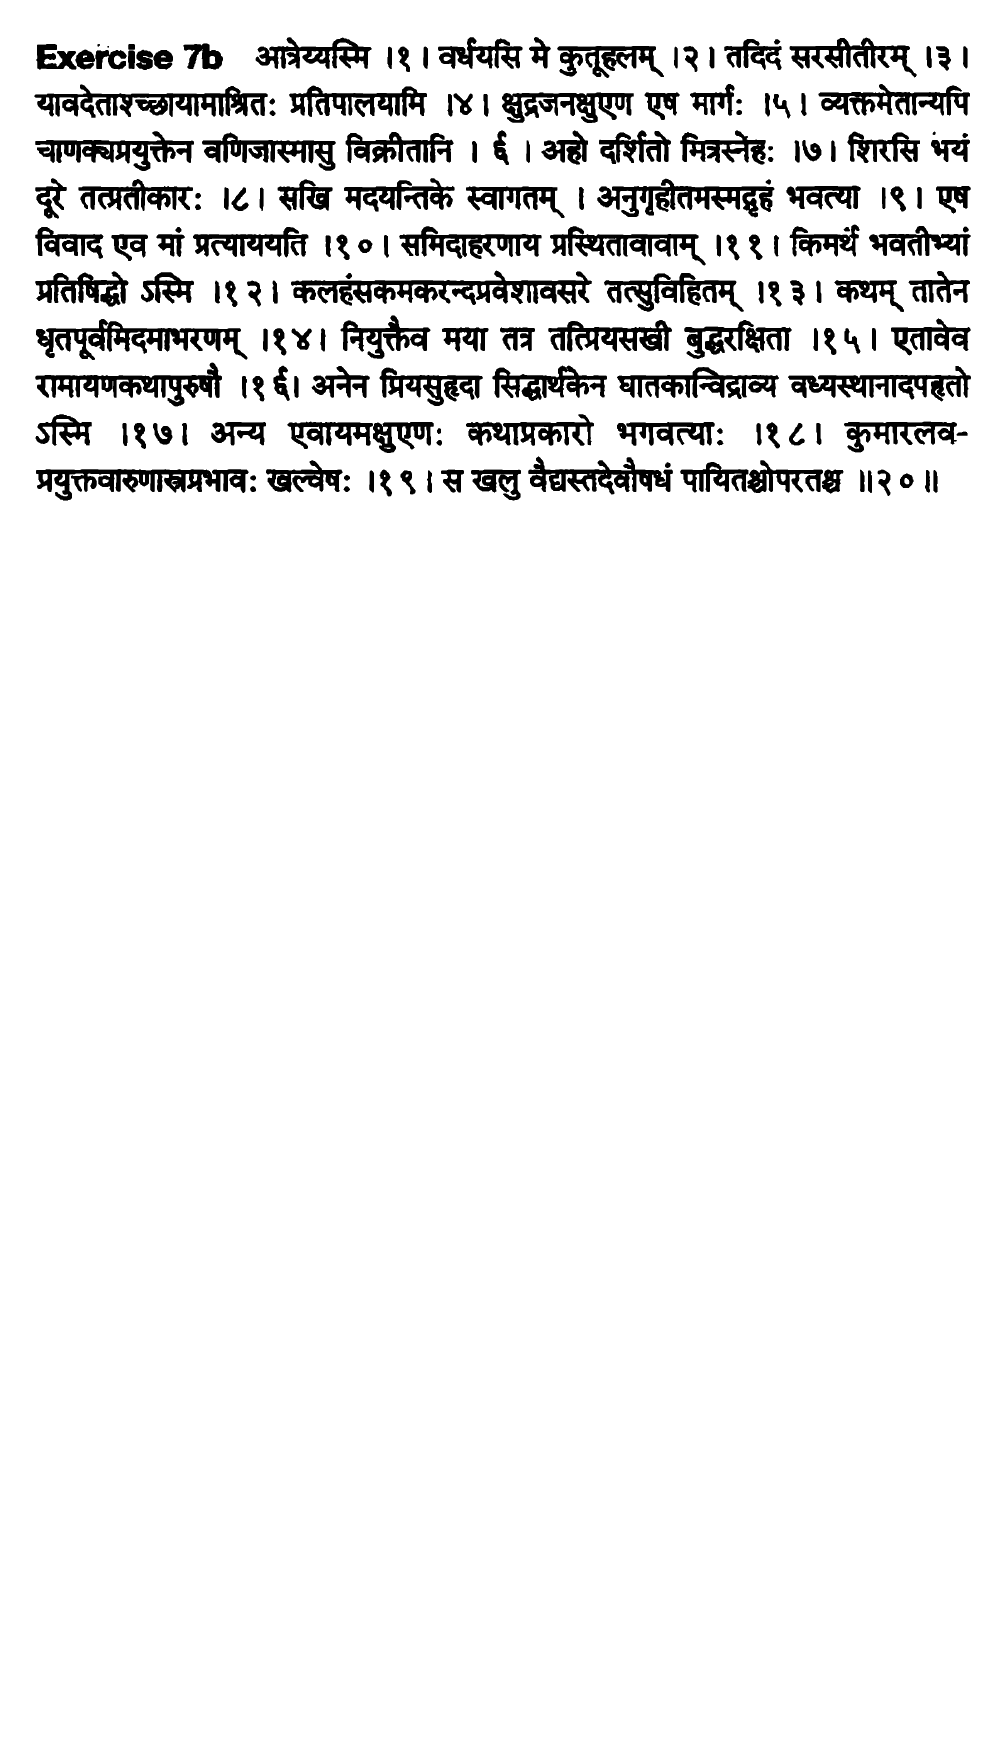 Exercise 7b आत्रेय्यस्मि ।१। वर्धयसि मे कुतूहलम् ।२। तदिदं सरसीतीरम् ।३।
यावदेताश्च्छायामाश्रितः प्रतिपालयामि ।४। क्षुद्रजनक्षुएण एष मार्गः ।५। व्यक्तमेतान्यपि
चाणक्यप्रयुक्तेन वणिजास्मासु विक्रीतानि । ६ । अहो दर्शितो मित्रस्नेहः ।७। शिरसि भयं
दूरे तत्प्रतीकारः ।८। सखि मदयन्तिके स्वागतम् । अनुगृहीतमस्मद्गृहं भवत्या ।९। एष
विवाद एव मां प्रत्याययति ।१०। समिदाहरणाय प्रस्थितावावाम् ।११। किमर्थं भवतीभ्यां
प्रतिषिद्धो ऽस्मि ।१२। कलहंसकमकरन्दप्रवेशावसरे तत्सुविहितम् ।१३। कथम् तातेन
धृतपूर्वमिदमाभरणम् ।१४। नियुक्तैव मया तत्र तत्प्रियसखी बुद्धरक्षिता ।१५। एतावेव
रामायणकथापुरुषौ ।१६। अनेन प्रियसुहृदा सिद्धार्थकेन घातकान्विद्राव्य वध्यस्थानादपहृतो
ऽस्मि ।१७। अन्य एवायमक्षुएणः कथाप्रकारो भगवत्याः ।१८। कुमारलव-
प्रयुक्तवारुणास्त्रप्रभावः खल्वेषः ।१९। स खलु वैद्यस्तदेवौषधं पायितश्चोपरतश्च ॥२०॥